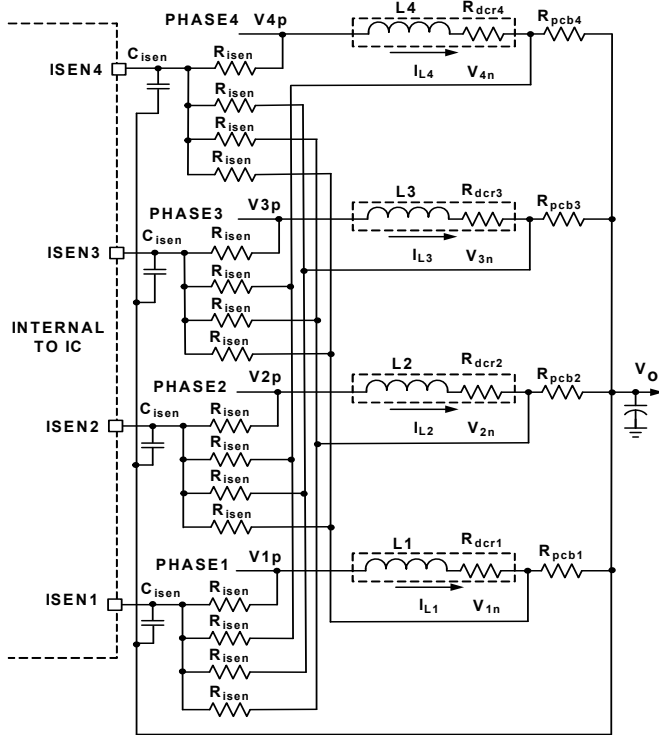 PHASE4 V4p L4 Rdcr4 Rpcb4
Cisen
ISEN4 Risen
IL4 V4n
Risen
Risen
Risen
PHASE3 V3p L3 Rdcr3 Rpcb3
Cisen Risen
ISEN3
IL3 V3n
Risen
Risen
Risen
INTERNAL
TO IC
PHASE2 V2p L2 Rdcr2 Rpcb2 Vo
Cisen Risen
ISEN2
IL2 V2n
Risen
Risen
Risen
PHASE1 V1p L1 Rdcr1 Rpcb1
Cisen Risen
ISEN1
IL1 V1n
Risen
Risen
Risen